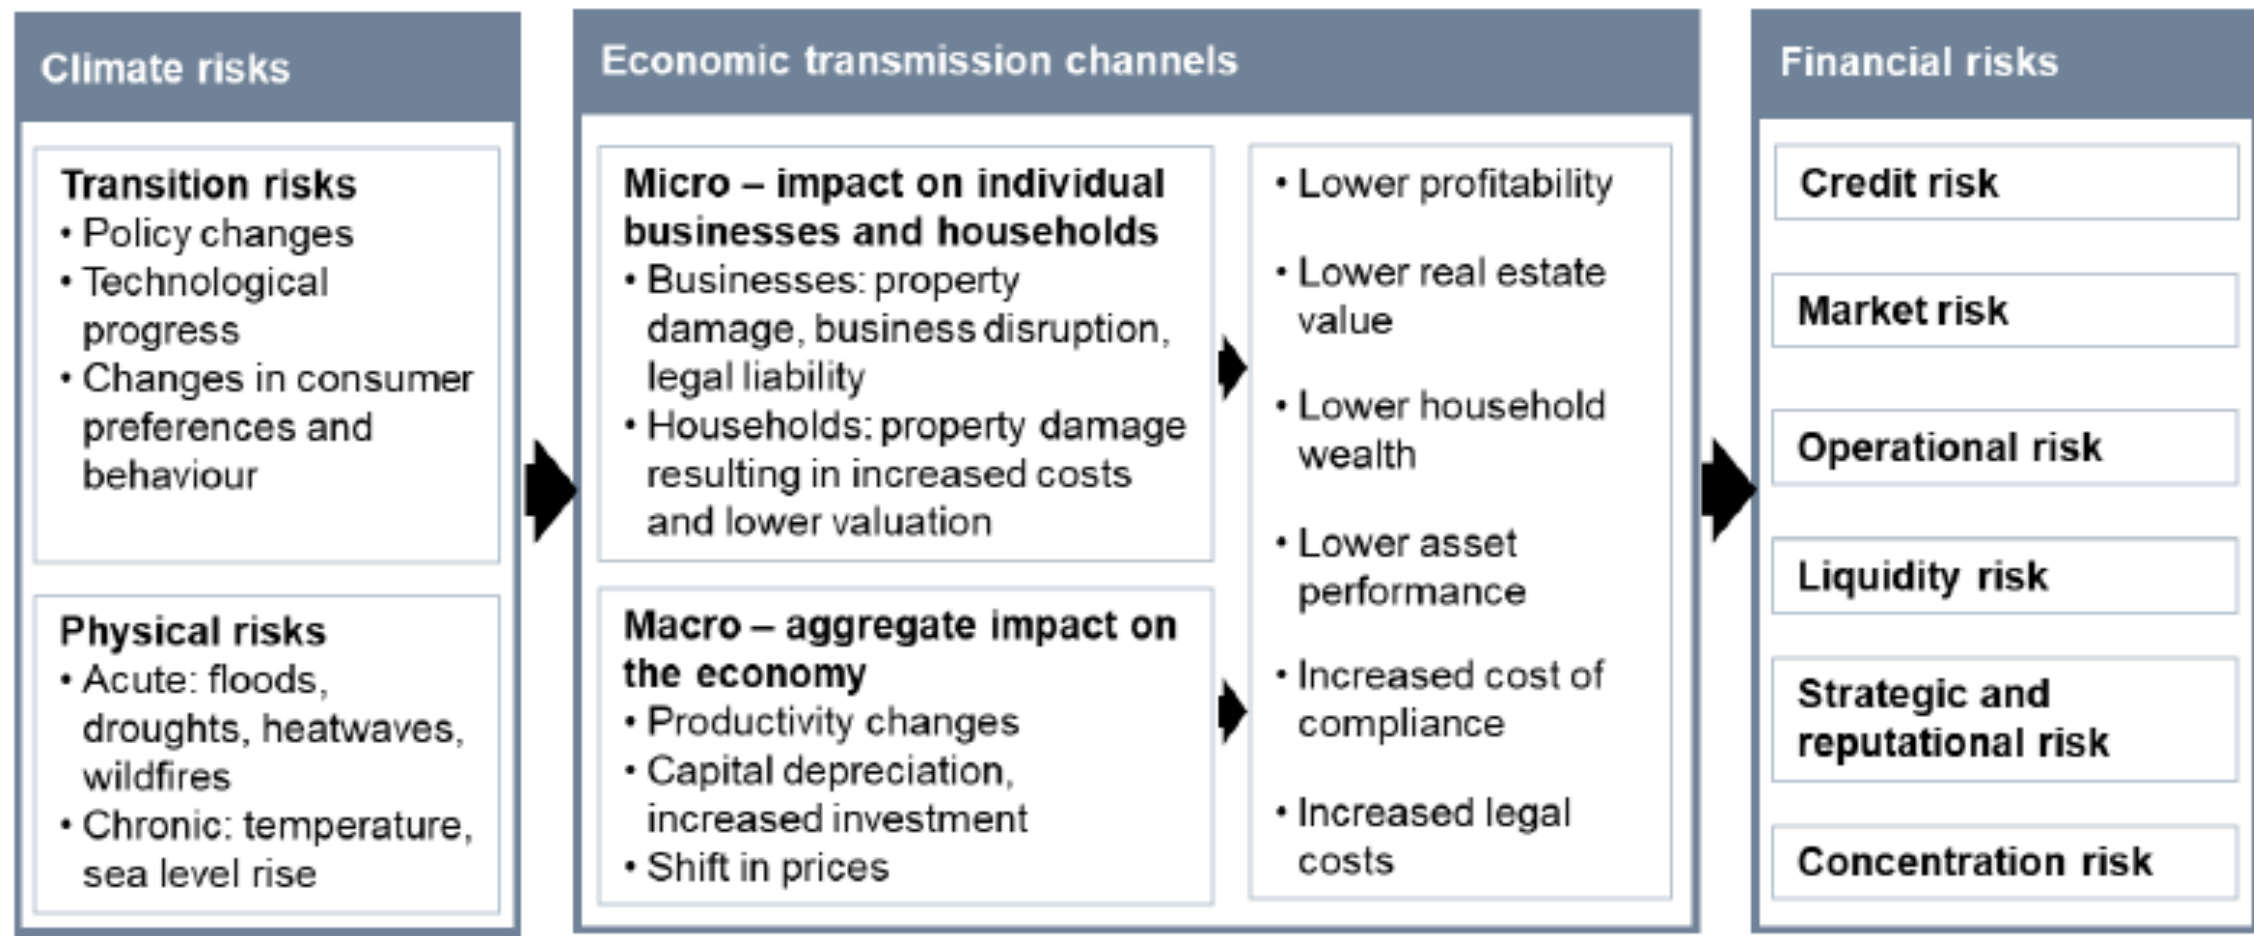 Climate risks
Transition risks
• Policy changes
• Technological
progress
• Changes in consumer
preferences and
behaviour
Physical risks
• Acute: floods,
droughts, heatwaves,
wildfires
• Chronic: temperature,
sea level rise
Economic transmission channels
Micro – impact on individual
businesses and households
• Businesses: property
damage, business disruption,
legal liability
• Households: property damage
resulting in increased costs
and lower valuation
Macro – aggregate impact on
the economy
• Productivity changes
• Capital depreciation,
increased investment
• Shift in prices
• Lower profitability
• Lower real estate
value
• Lower household
wealth
• Lower asset
performance
• Increased cost of
compliance
• Increased legal
costs
Financial risks
Credit risk
Market risk
Operational risk
Liquidity risk
Strategic and
reputational risk
Concentration risk